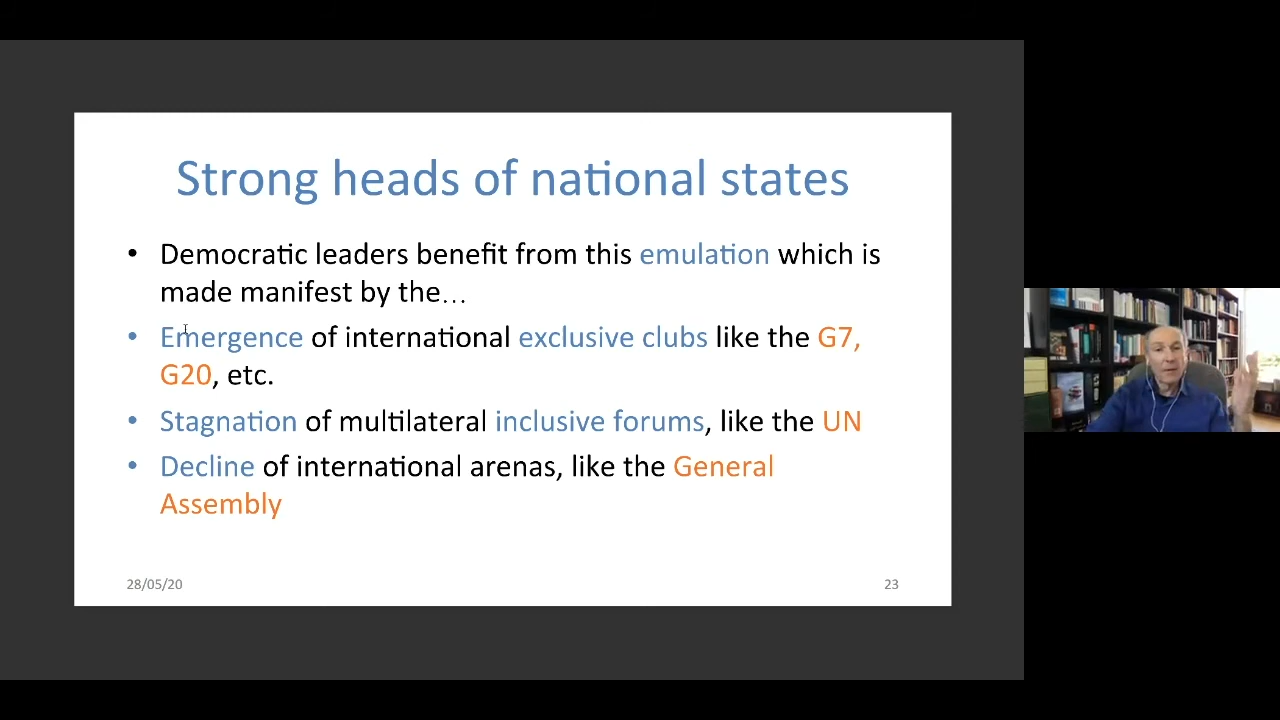 Strong heads of national states
• Democratic leaders benefit from this emulation which is
made manifest by the…
• Emergence of international exclusive clubs like the G7,
G20, etc.
• Stagnation of multilateral inclusive forums, like the UN
• Decline of international arenas, like the General
Assembly
28/05/20
23